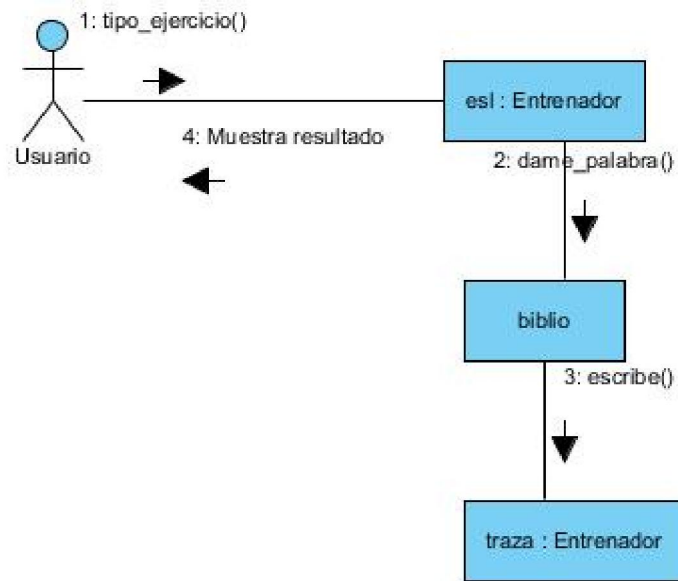 1: tipo_ejercicio()
esl : Entrenador
4: Muestra resultado
Usuario
2: dame_palabra()
biblio
3: escribe()
traza : Entrenador